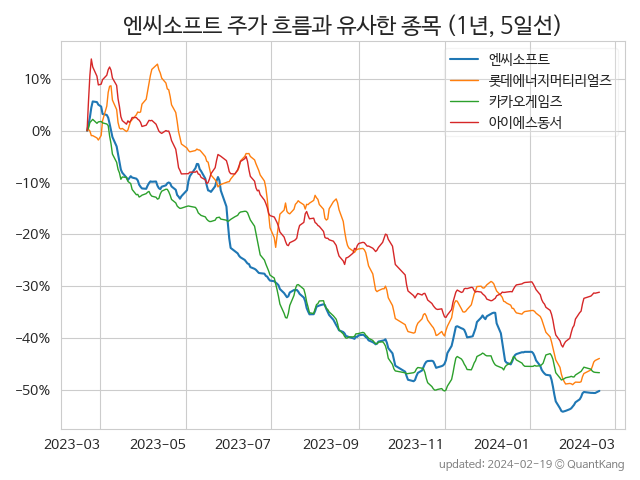 엔씨소프트 주가 흐름과 유사한 종목 (1년, 5일선)
엔씨소프트
롯데에너지머티리얼즈
카카오게임즈
아이에스동서
10%
0%
−10%
−20%
−30%
−40%
−50%
2023-03 2023-05 2023-07 2023-09 2023-11 2024-01 2024-03
updated: 2024-02-19 © QuantKang